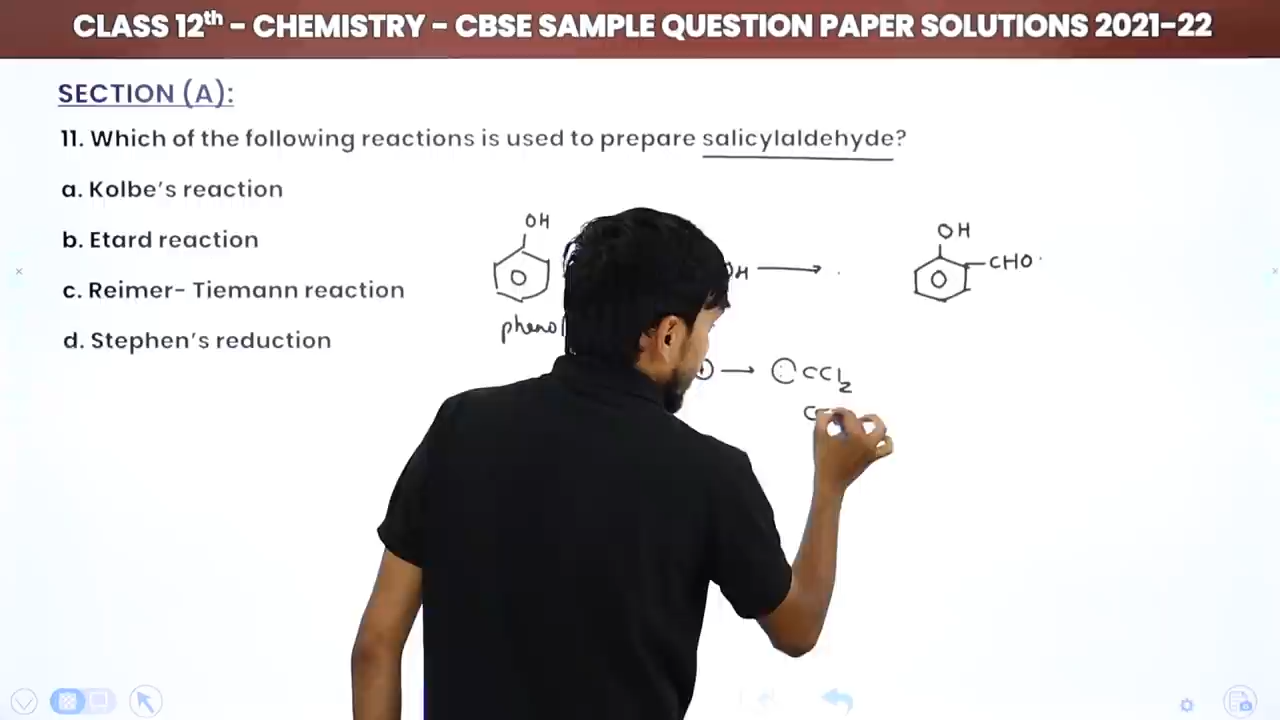 CLASS 12th - CHEMISTRY - CBSE SAMPLE QUESTION PAPER SOLUTIONS 2021-22
SECTION (A):
11. Which of the following reactions is used to prepare salicylaldehyde?
a. Kolbe's reaction
b. Etard reaction
c. Reimer- Tiemann reaction
d. Stephen's reduction
OH
OH
CHO
phenol
CCl2